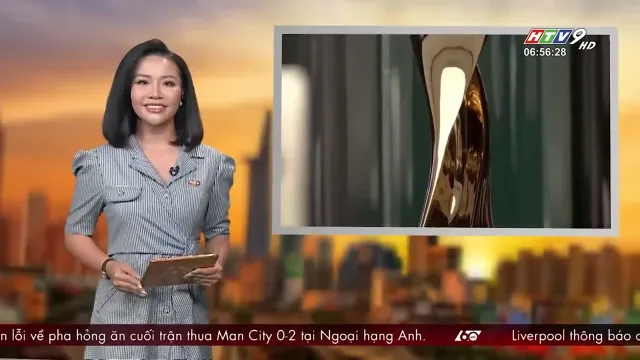 HTV9 HD
06:56:28
n lỗi về pha hỏng ăn cuối trận thua Man City 0-2 tại Ngoại hạng Anh. 60 Liverpool thông báo c